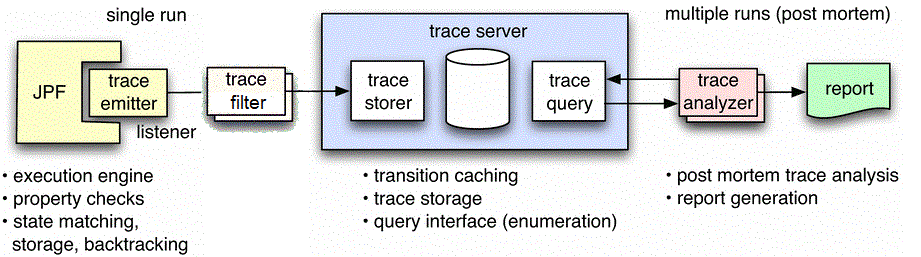 single run
multiple runs (post mortem)
trace server
JPF
trace
emitter
listener
trace
filter
trace
storer
trace
query
trace
analyzer
report
• execution engine
• property checks
• state matching,
storage, backtracking
• transition caching
• trace storage
• query interface (enumeration)
• post mortem trace analysis
• report generation